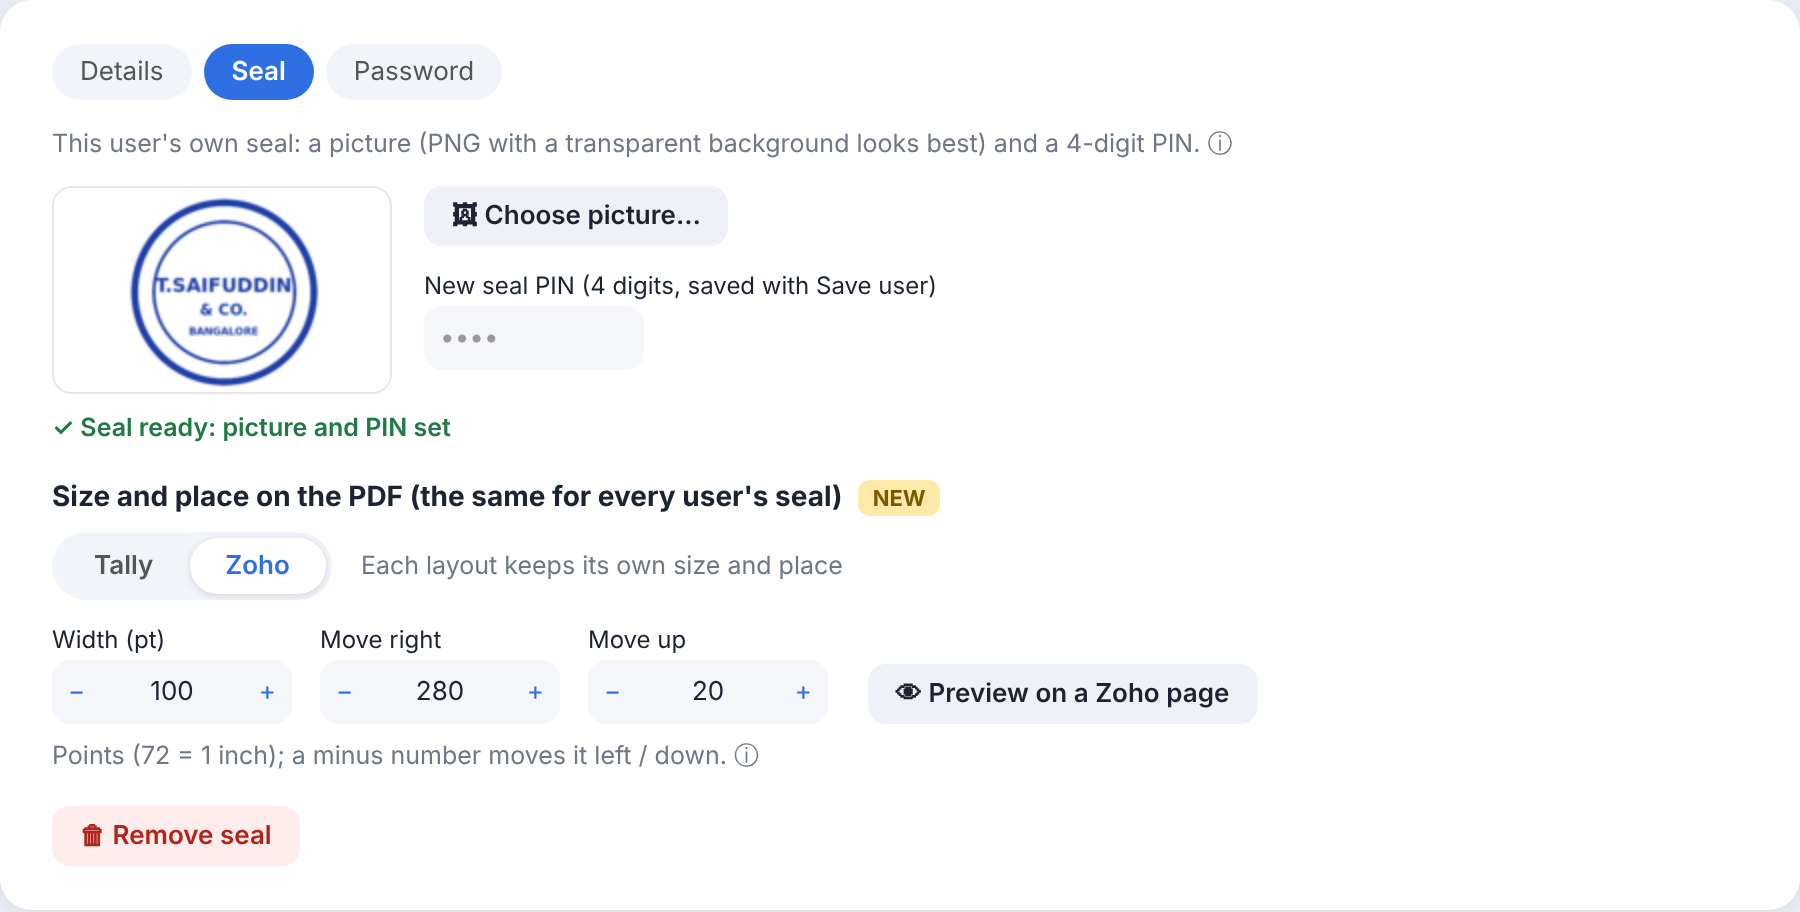 Details Seal Password
This user's own seal: a picture (PNG with a transparent background looks best) and a 4-digit PIN. ⓘ
T.SAIFUDDIN
& CO.
BANGALORE
Choose picture...
New seal PIN (4 digits, saved with Save user)
••••
✓ Seal ready: picture and PIN set
Size and place on the PDF (the same for every user's seal) NEW
Tally Zoho Each layout keeps its own size and place
Width (pt) Move right Move up
− 100 + − 280 + − 20 + Preview on a Zoho page
Points (72 = 1 inch); a minus number moves it left / down. ⓘ
Remove seal